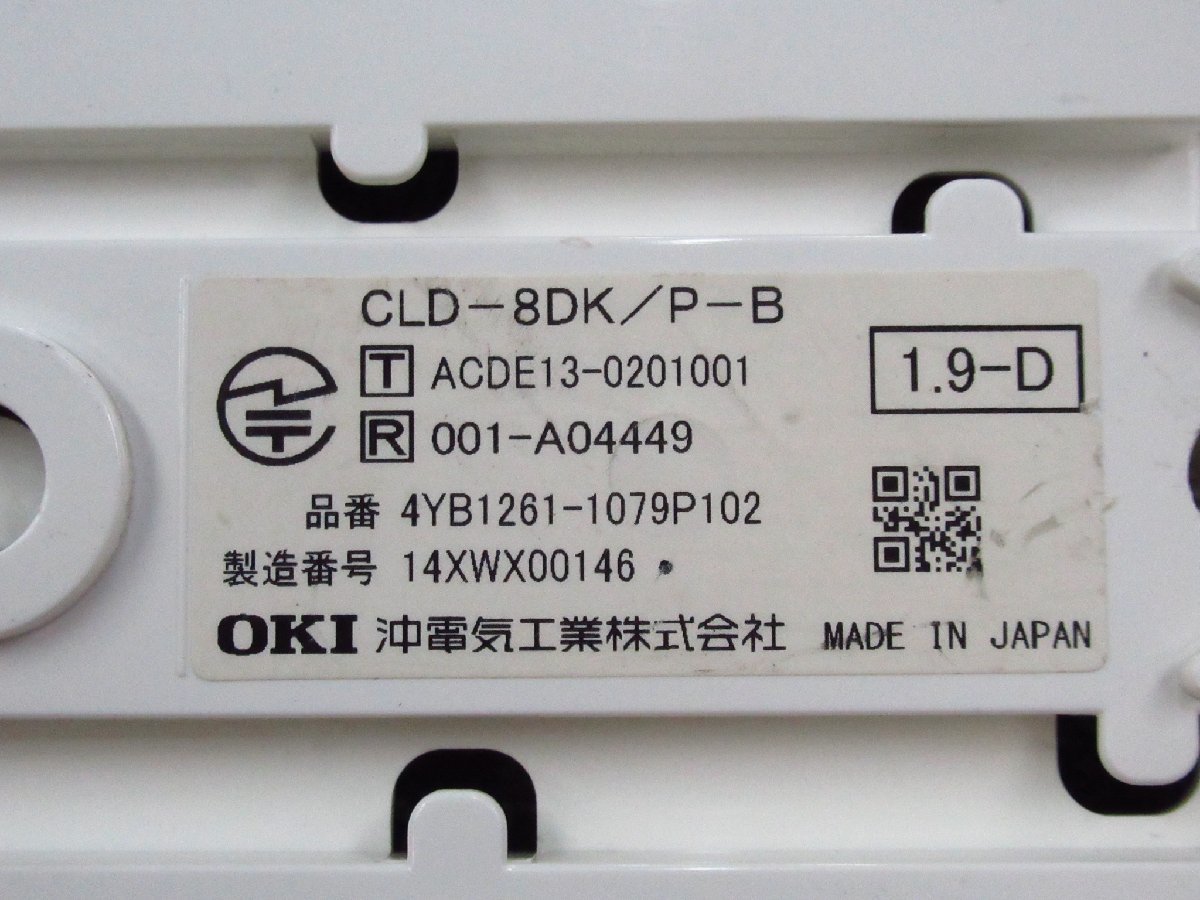 CLD-8DK/P-B
T ACDE13-0201001
R 001-A04449
1.9-D
品番 4YB1261-1079P102
製造番号 14XWX00146
OKI 沖電気工業株式会社 MADE IN JAPAN